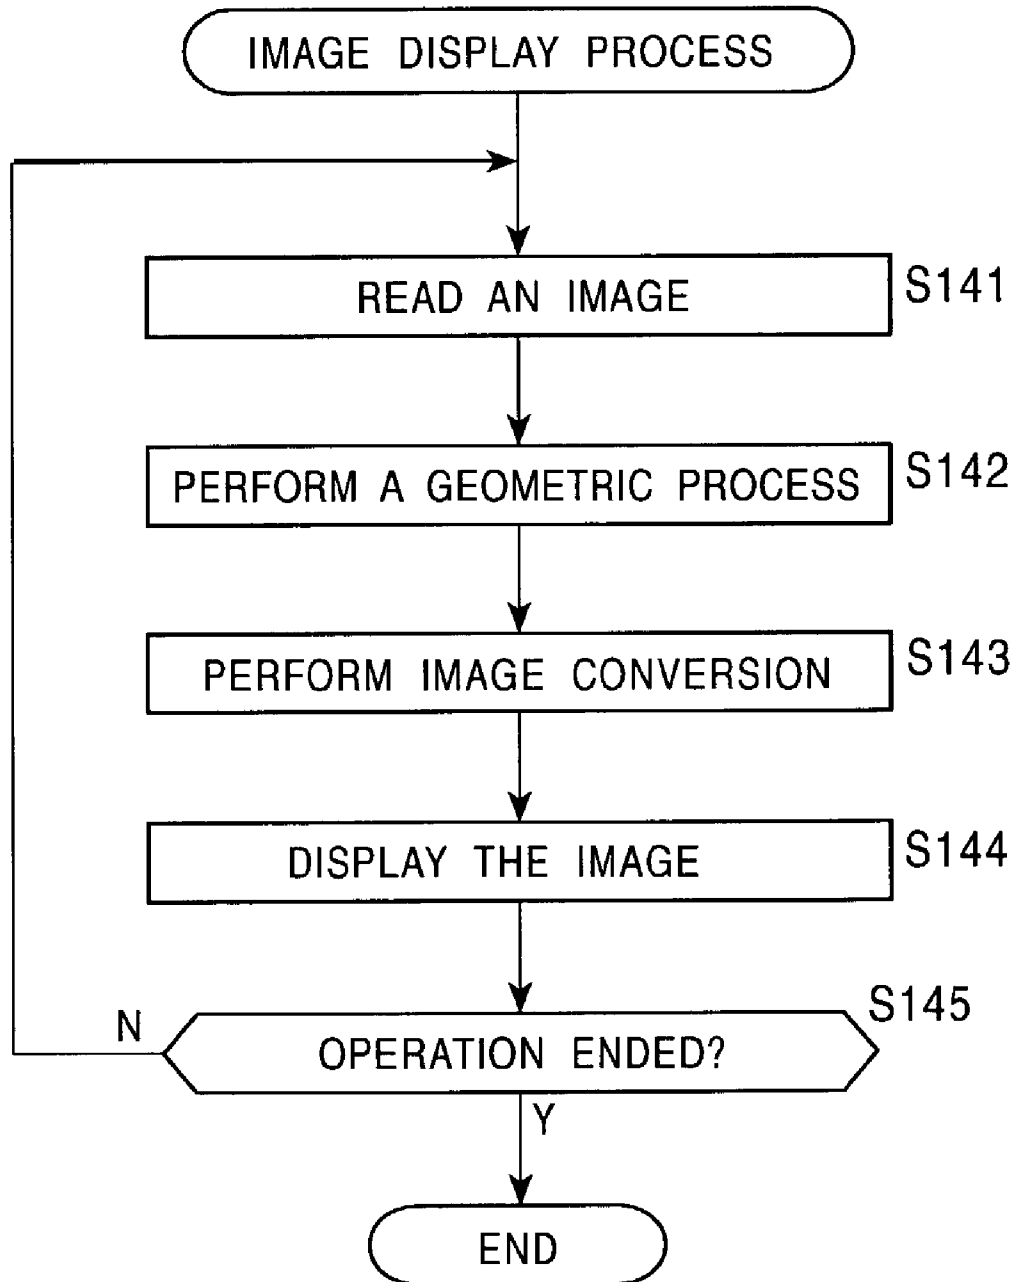 IMAGE DISPLAY PROCESS
READ AN IMAGE
S141
PERFORM A GEOMETRIC PROCESS
S142
PERFORM IMAGE CONVERSION
S143
DISPLAY THE IMAGE
S144
S145
N
OPERATION ENDED?
Y
END